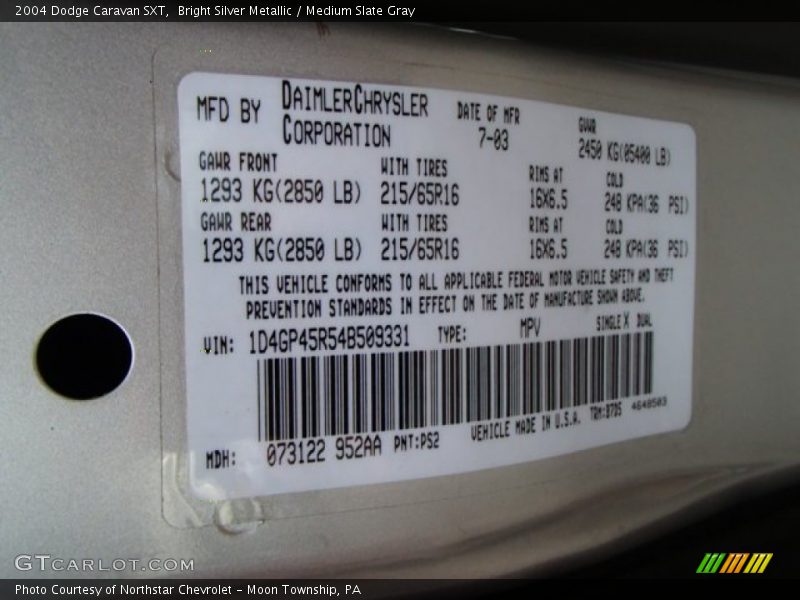 2004 Dodge Caravan SXT,  Bright Silver Metallic / Medium Slate Gray
MFD BY DAIMLERCHRYSLER CORPORATION DATE OF MFR 7-03 GVWR 2450 KG(05400 LB)
GAWR FRONT WITH TIRES RIMS AT COLD
1293 KG(2850 LB) 215/65R16 16X6.5 248 KPA(36 PSI)
GAWR REAR WITH TIRES RIMS AT COLD
1293 KG(2850 LB) 215/65R16 16X6.5 248 KPA(36 PSI)
THIS VEHICLE CONFORMS TO ALL APPLICABLE FEDERAL MOTOR VEHICLE SAFETY AND THEFT
PREVENTION STANDARDS IN EFFECT ON THE DATE OF MANUFACTURE SHOWN ABOVE.
VIN: 1D4GP45R54B509331 TYPE: MPV SINGLE X DUAL
MDH: 073122 952AA PNT:PS2 VEHICLE MADE IN U.S.A. TRM:B7D5 4648503
GTCARLOT.COM
Photo Courtesy of Northstar Chevrolet – Moon Township, PA